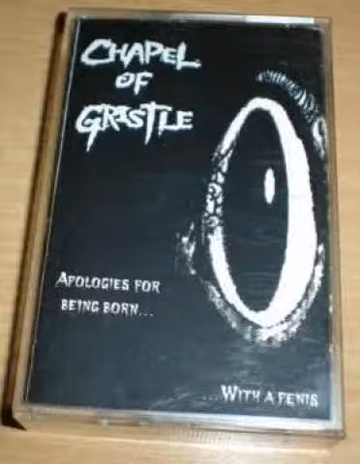 CHAPEL
OF
GRISTLE
APOLOGIES FOR
BEING BORN...
...WITH A PENIS